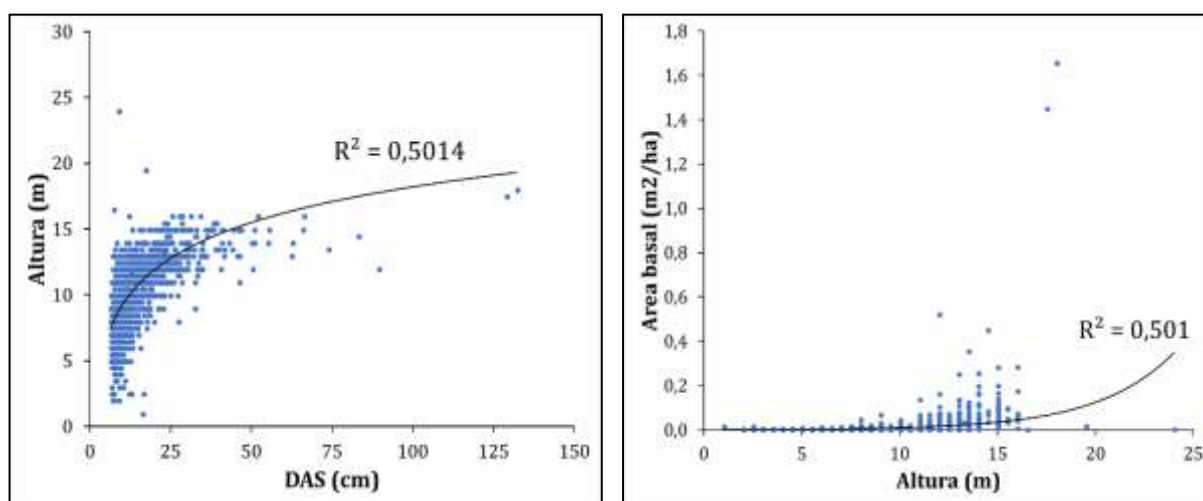 30
25
20
15
10
5
0
Altura (m)
R² = 0,5014
0 25 50 75 100 125 150
DAS (cm)
1,8
1,6
1,4
1,2
1,0
0,8
0,6
0,4
0,2
0,0
Area basal (m2/ha)
R² = 0,501
0 5 10 15 20 25
Altura (m)